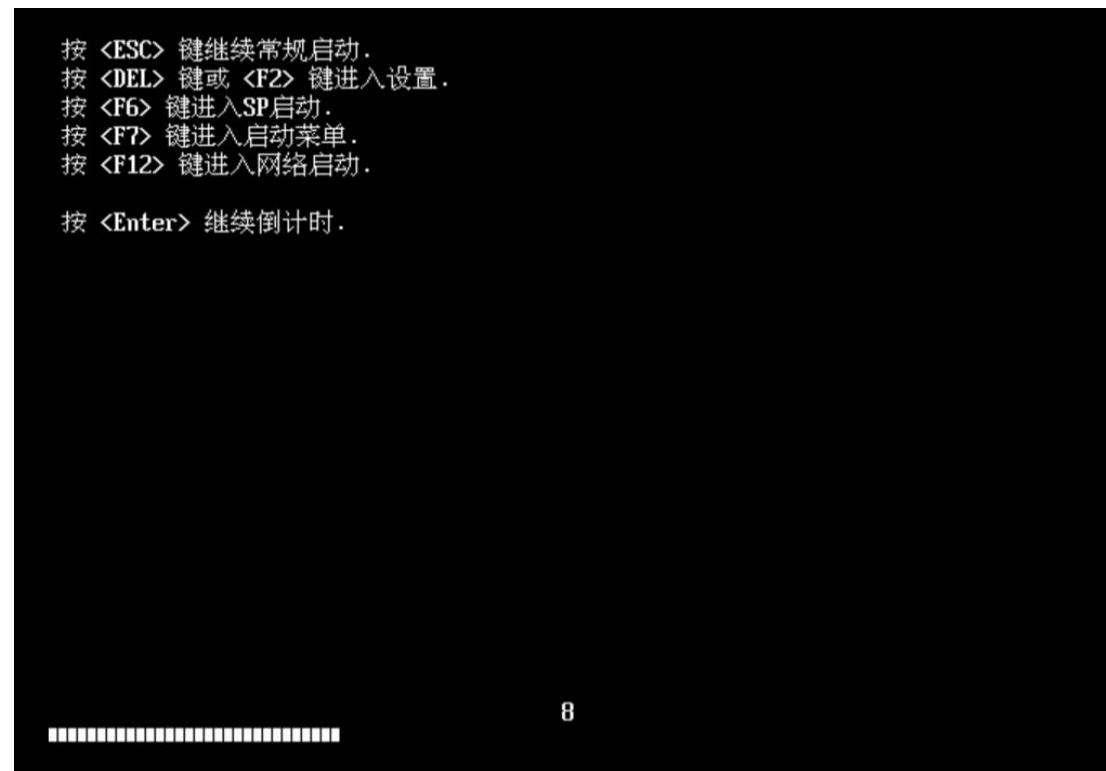 按 <ESC> 键继续常规启动.
按 <DEL> 键或 <F2> 键进入设置.
按 <F6> 键进入SP启动.
按 <F7> 键进入启动菜单.
按 <F12> 键进入网络启动.
按 <Enter> 继续倒计时.
8